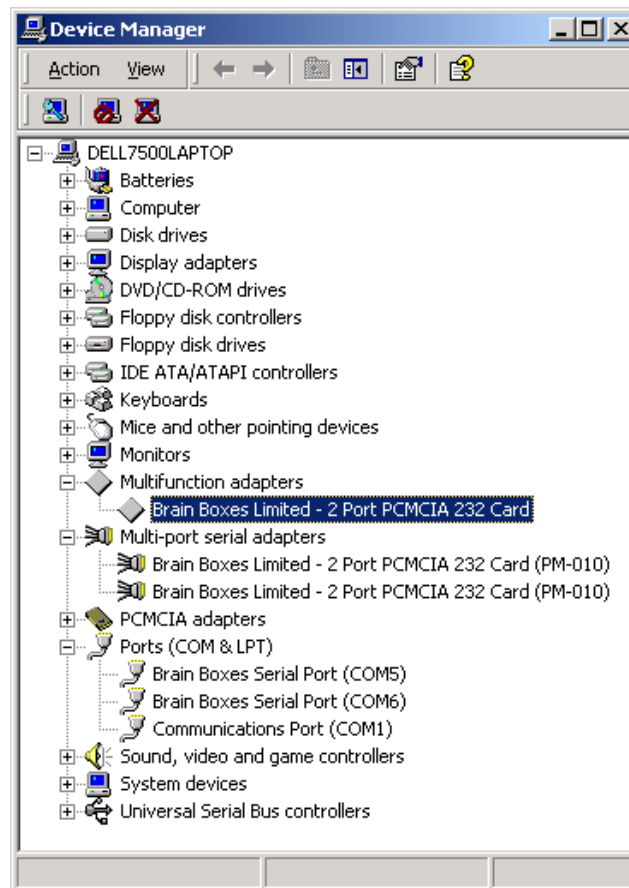 Device Manager
Action View
DELL7500LAPTOP
Batteries
Computer
Disk drives
Display adapters
DVD/CD-ROM drives
Floppy disk controllers
Floppy disk drives
IDE ATA/ATAPI controllers
Keyboards
Mice and other pointing devices
Monitors
Multifunction adapters
Brain Boxes Limited - 2 Port PCMCIA 232 Card
Multi-port serial adapters
Brain Boxes Limited - 2 Port PCMCIA 232 Card (PM-010)
Brain Boxes Limited - 2 Port PCMCIA 232 Card (PM-010)
PCMCIA adapters
Ports (COM & LPT)
Brain Boxes Serial Port (COM5)
Brain Boxes Serial Port (COM6)
Communications Port (COM1)
Sound, video and game controllers
System devices
Universal Serial Bus controllers